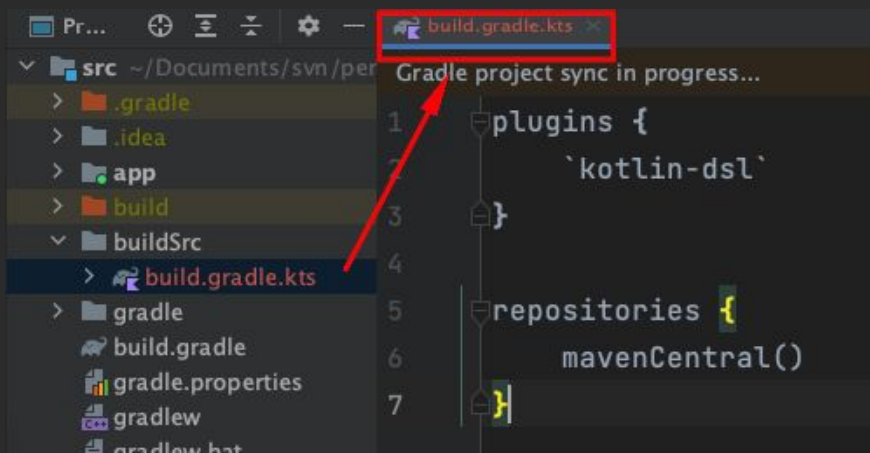 Pr...
src ~/Documents/svn/per
.gradle
.idea
app
build
buildSrc
build.gradle.kts
gradle
build.gradle
gradle.properties
gradlew
gradlew.bat
build.gradle.kts
Gradle project sync in progress...
1 plugins {
2 `kotlin-dsl`
3 }
4
5 repositories {
6 mavenCentral()
7 }